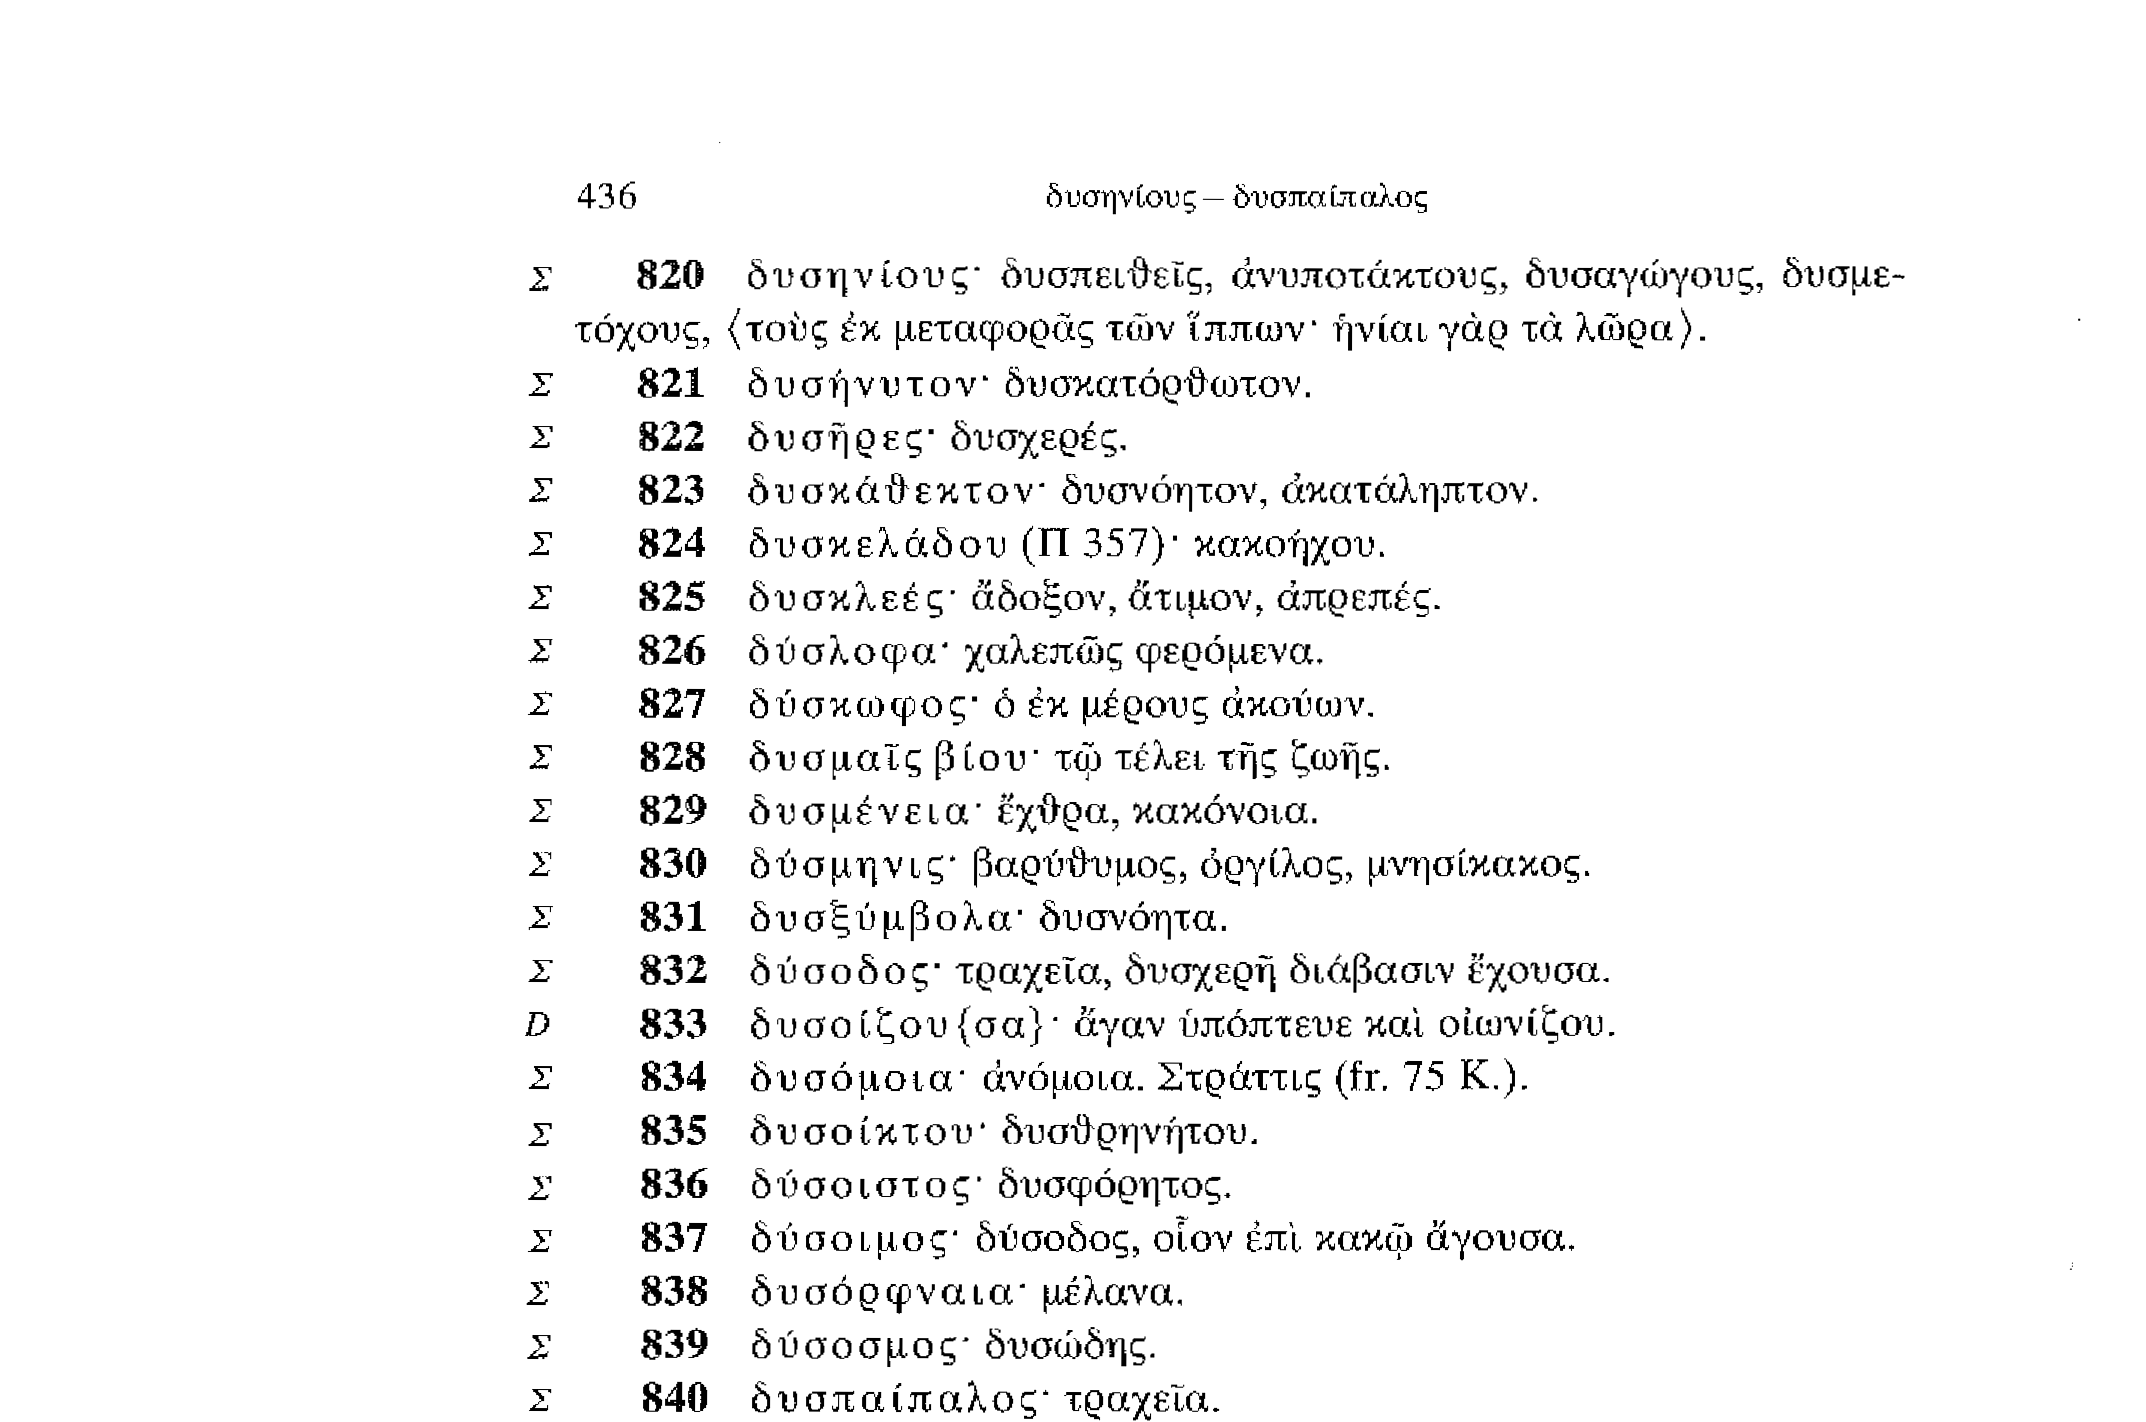 436 δυσηνίους – δυσπαίπαλος
Σ 820 δυσηνίους· δυσπειθεῖς, ἀνυποτάκτους, δυσαγώγους, δυσμε-
τόχους, ⟨τοὺς ἐκ μεταφορᾶς τῶν ἵππων· ἡνίαι γὰρ τὰ λῶρα⟩.
Σ 821 δυσήνυτον· δυσκατόρθωτον.
Σ 822 δυσῆρες· δυσχερές.
Σ 823 δυσκάθεκτον· δυσνόητον, ἀκατάληπτον.
Σ 824 δυσκελάδου (Π 357)· κακοήχου.
Σ 825 δυσκλεές· ἄδοξον, ἄτιμον, ἀπρεπές.
Σ 826 δύσλοφα· χαλεπῶς φερόμενα.
Σ 827 δύσκωφος· ὁ ἐκ μέρους ἀκούων.
Σ 828 δυσμαῖς βίου· τῷ τέλει τῆς ζωῆς.
Σ 829 δυσμένεια· ἔχθρα, κακόνοια.
Σ 830 δύσμηνις· βαρύθυμος, ὀργίλος, μνησίκακος.
Σ 831 δυσξύμβολα· δυσνόητα.
Σ 832 δύσοδος· τραχεῖα, δυσχερῆ διάβασιν ἔχουσα.
D 833 δυσοίζου{σα}· ἄγαν ὑπόπτευε καὶ οἰωνίζου.
Σ 834 δυσόμοια· ἀνόμοια. Στράττις (fr. 75 K.).
Σ 835 δυσοίκτου· δυσθρηνήτου.
Σ 836 δύσοιστος· δυσφόρητος.
Σ 837 δύσοιμος· δύσοδος, οἷον ἐπὶ κακῷ ἄγουσα.
Σ 838 δυσόρφναια· μέλανα.
Σ 839 δύσοσμος· δυσώδης.
Σ 840 δυσπαίπαλος· τραχεῖα.